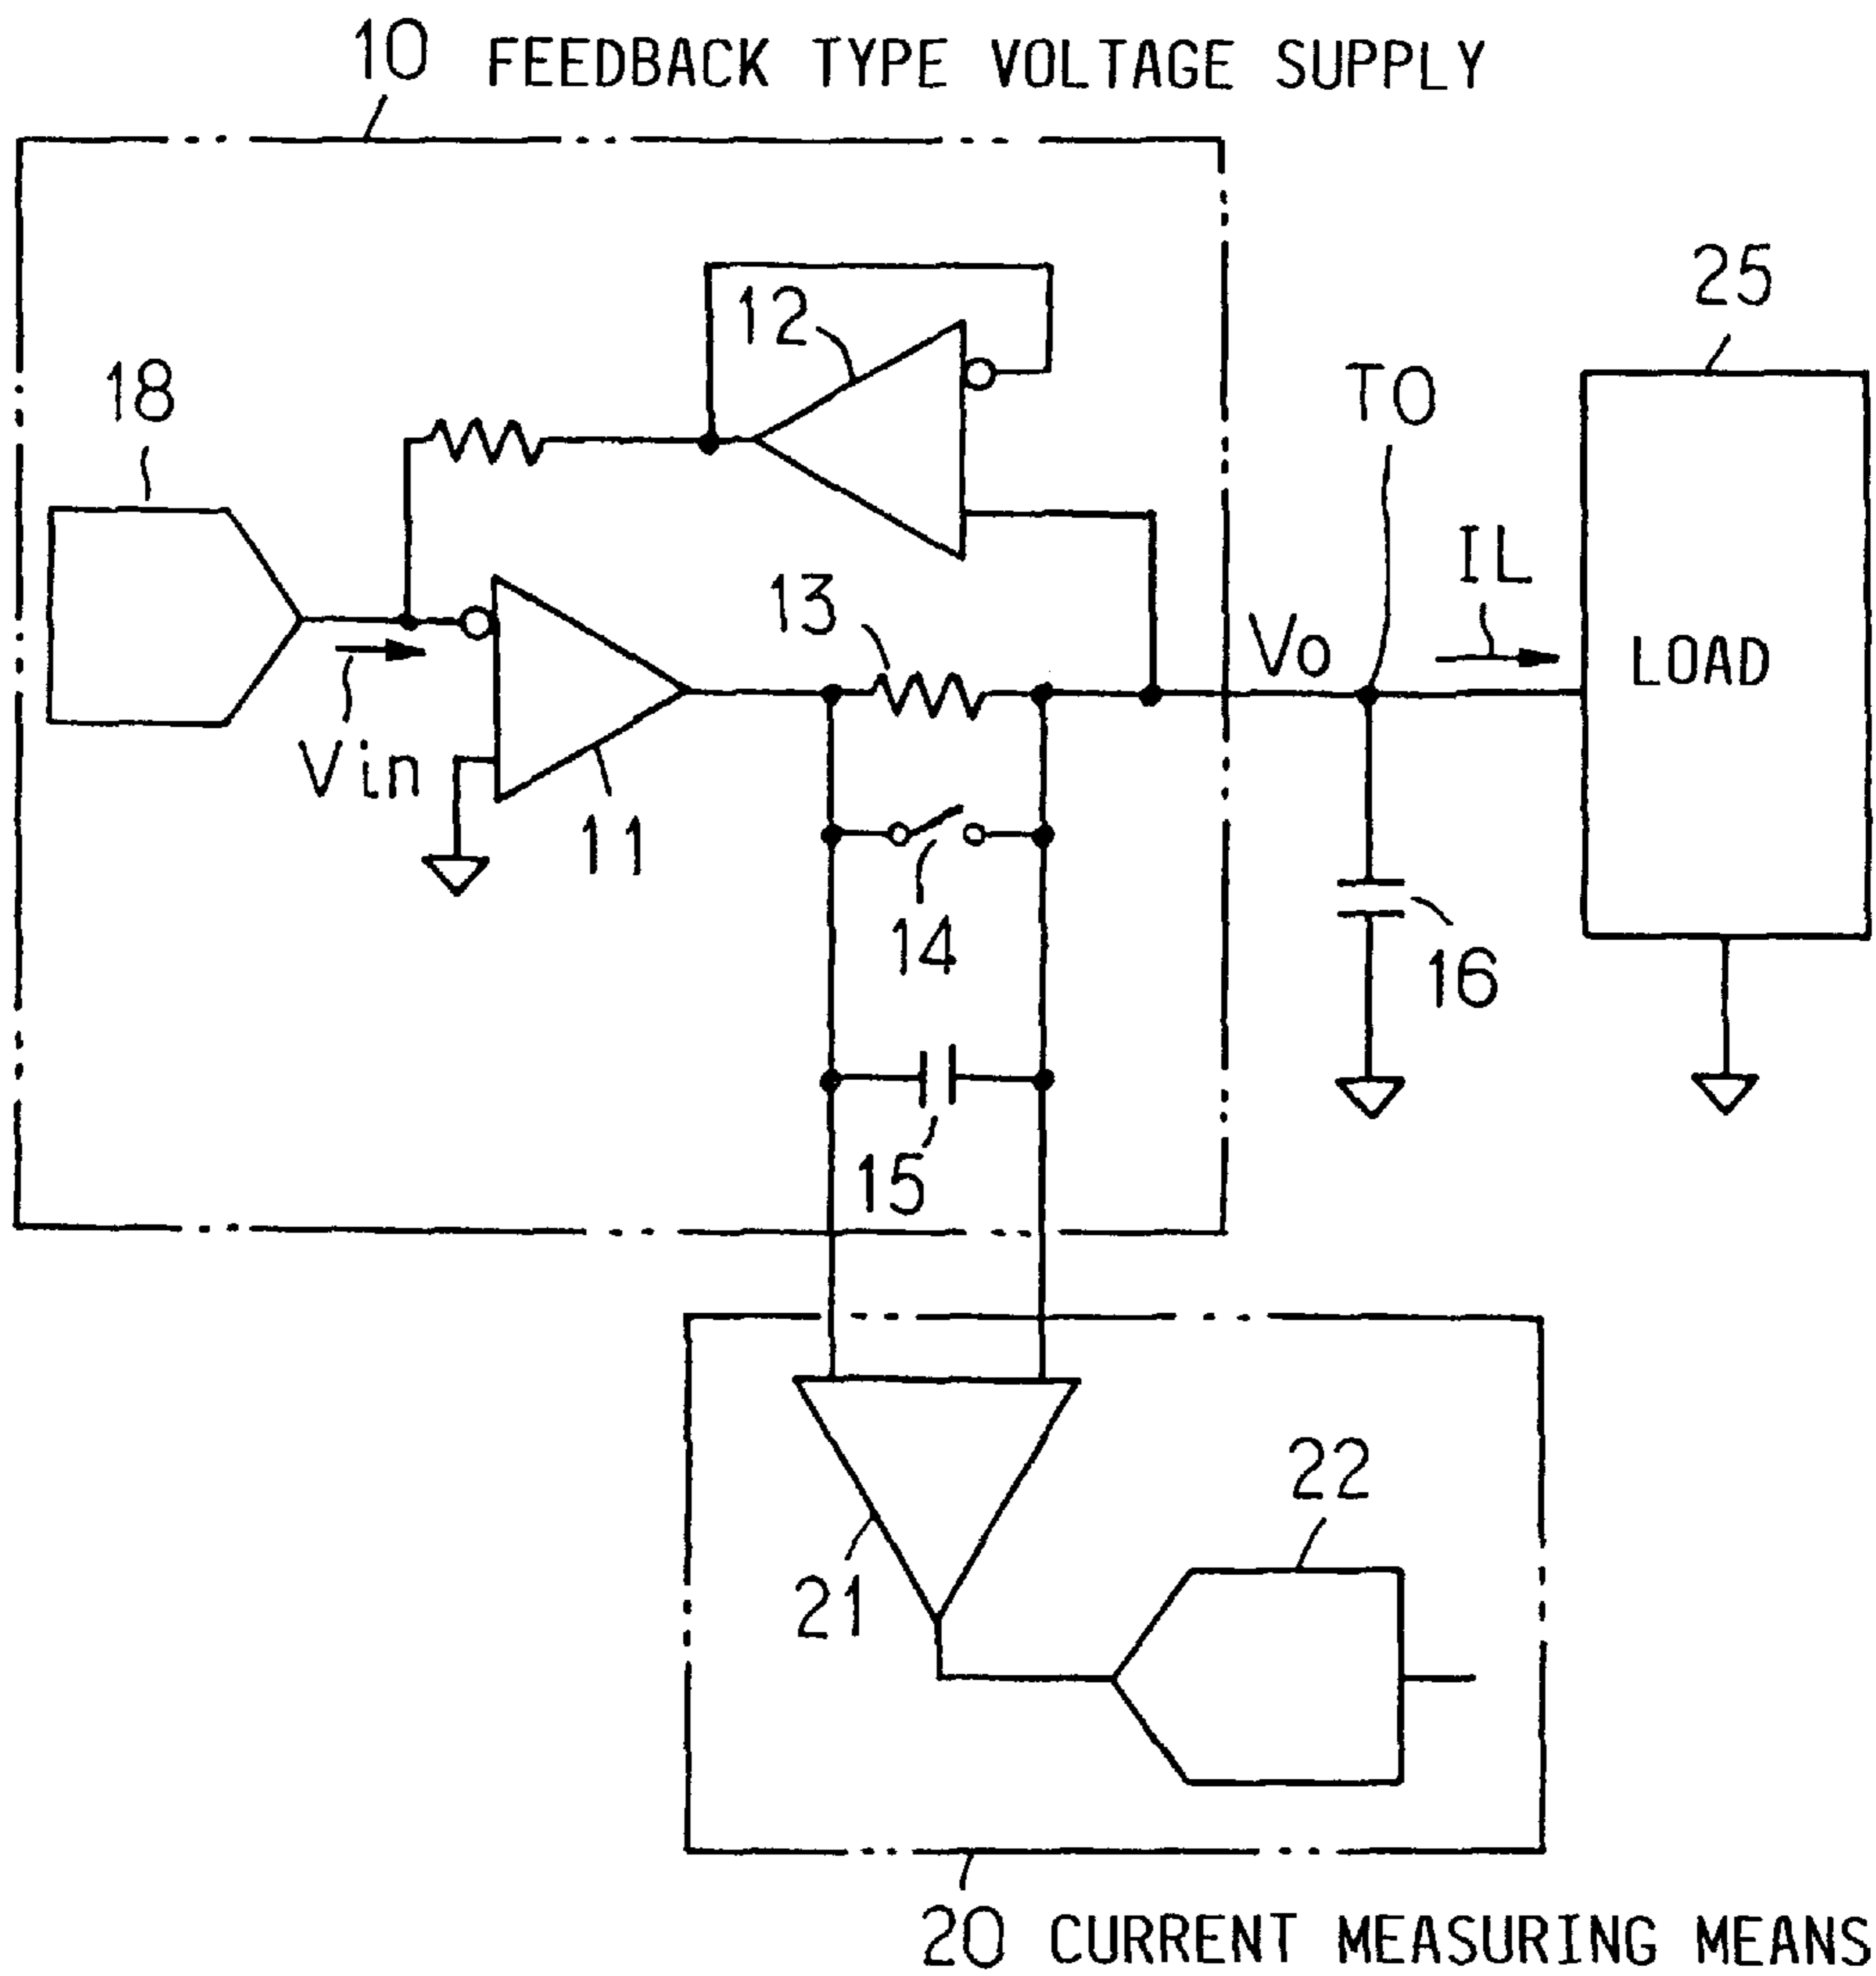 10 FEEDBACK TYPE VOLTAGE SUPPLY
25
12
TO
18
IL
13
Vo
LOAD
Vin
11
14
16
15
22
21
20 CURRENT MEASURING MEANS